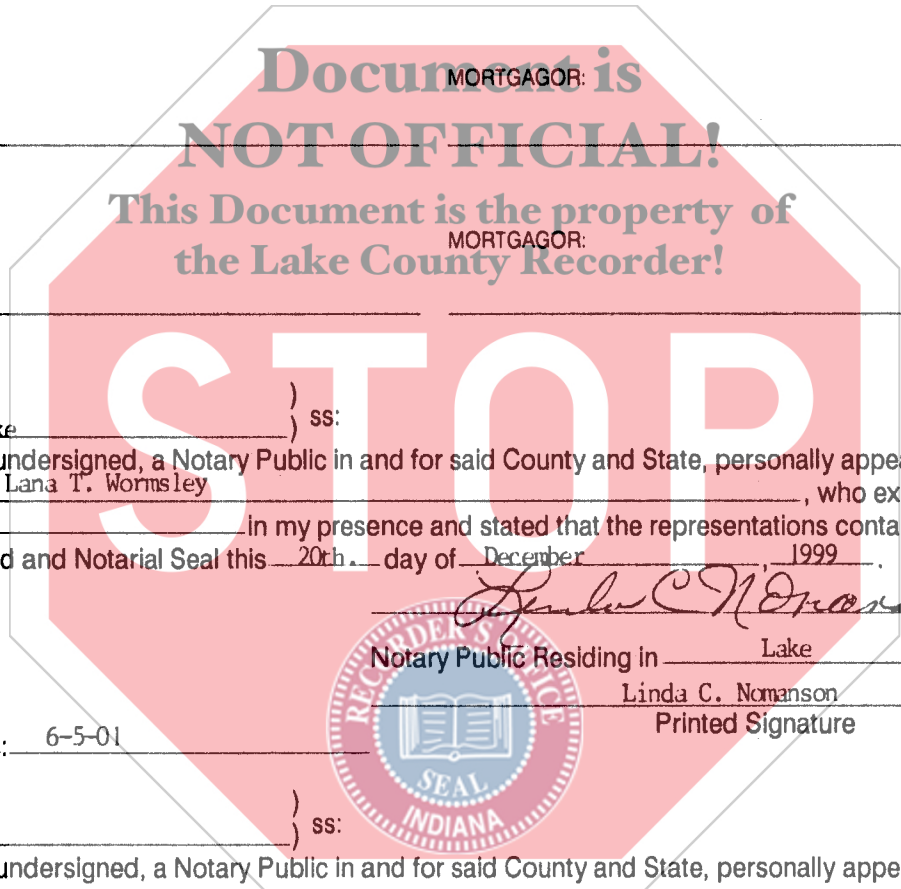 Document is
MORTGAGOR:
NOT OFFICIAL!
This Document is the property of
MORTGAGOR:
the Lake County Recorder!
STOP
) ss:
)
undersigned, a Notary Public in and for said County and State, personally appea
Lana T. Wormsley , who ex
in my presence and stated that the representations conta
d and Notarial Seal this 20th. day of December , 1999 .
Notary Public Residing in Lake
Linda C. Nomanson
Printed Signature
: 6-5-01
RECORDER'S OFFICE
SEAL
INDIANA
) ss:
)
undersigned, a Notary Public in and for said County and State, personally appe